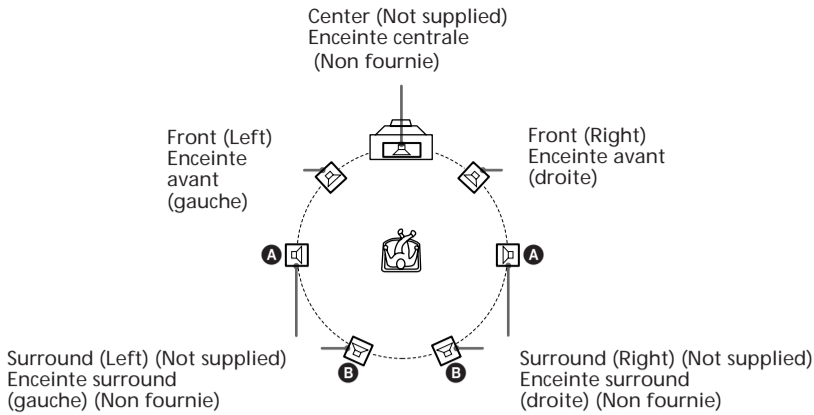 Center (Not supplied)
Enceinte centrale
(Non fournie)
Front (Left)
Enceinte
avant
(gauche)
Front (Right)
Enceinte avant
(droite)
A
A
B
B
Surround (Left) (Not supplied)
Enceinte surround
(gauche) (Non fournie)
Surround (Right) (Not supplied)
Enceinte surround
(droite) (Non fournie)